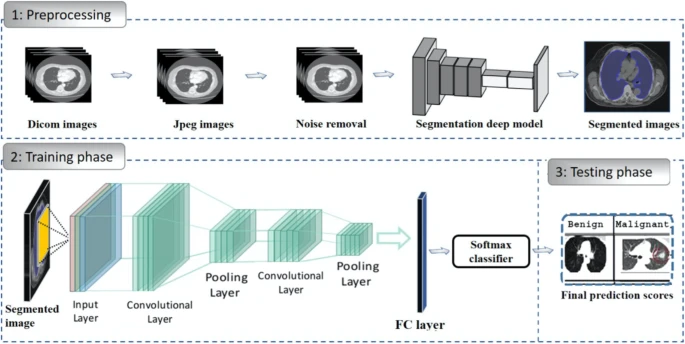 1: Preprocessing
Dicom images
Jpeg images
Noise removal
Segmentation deep model
Segmented images
2: Training phase
3: Testing phase
Segmented
image
Input
Layer
Convolutional
Layer
Pooling
Layer
Convolutional
Layer
Pooling
Layer
FC layer
Softmax
classifier
Benign
Malignant
Final prediction scores